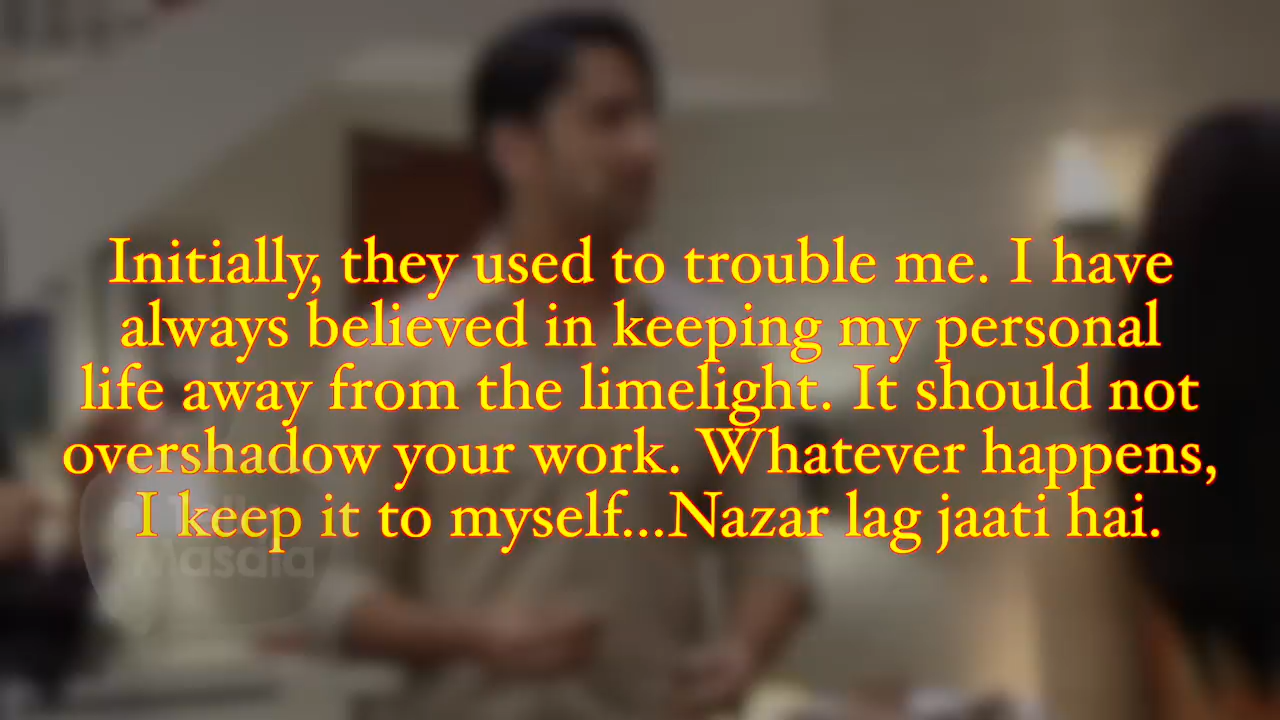 Initially, they used to trouble me. I have
always believed in keeping my personal
life away from the limelight. It should not
overshadow your work. Whatever happens,
I keep it to myself...Nazar lag jaati hai.
masala